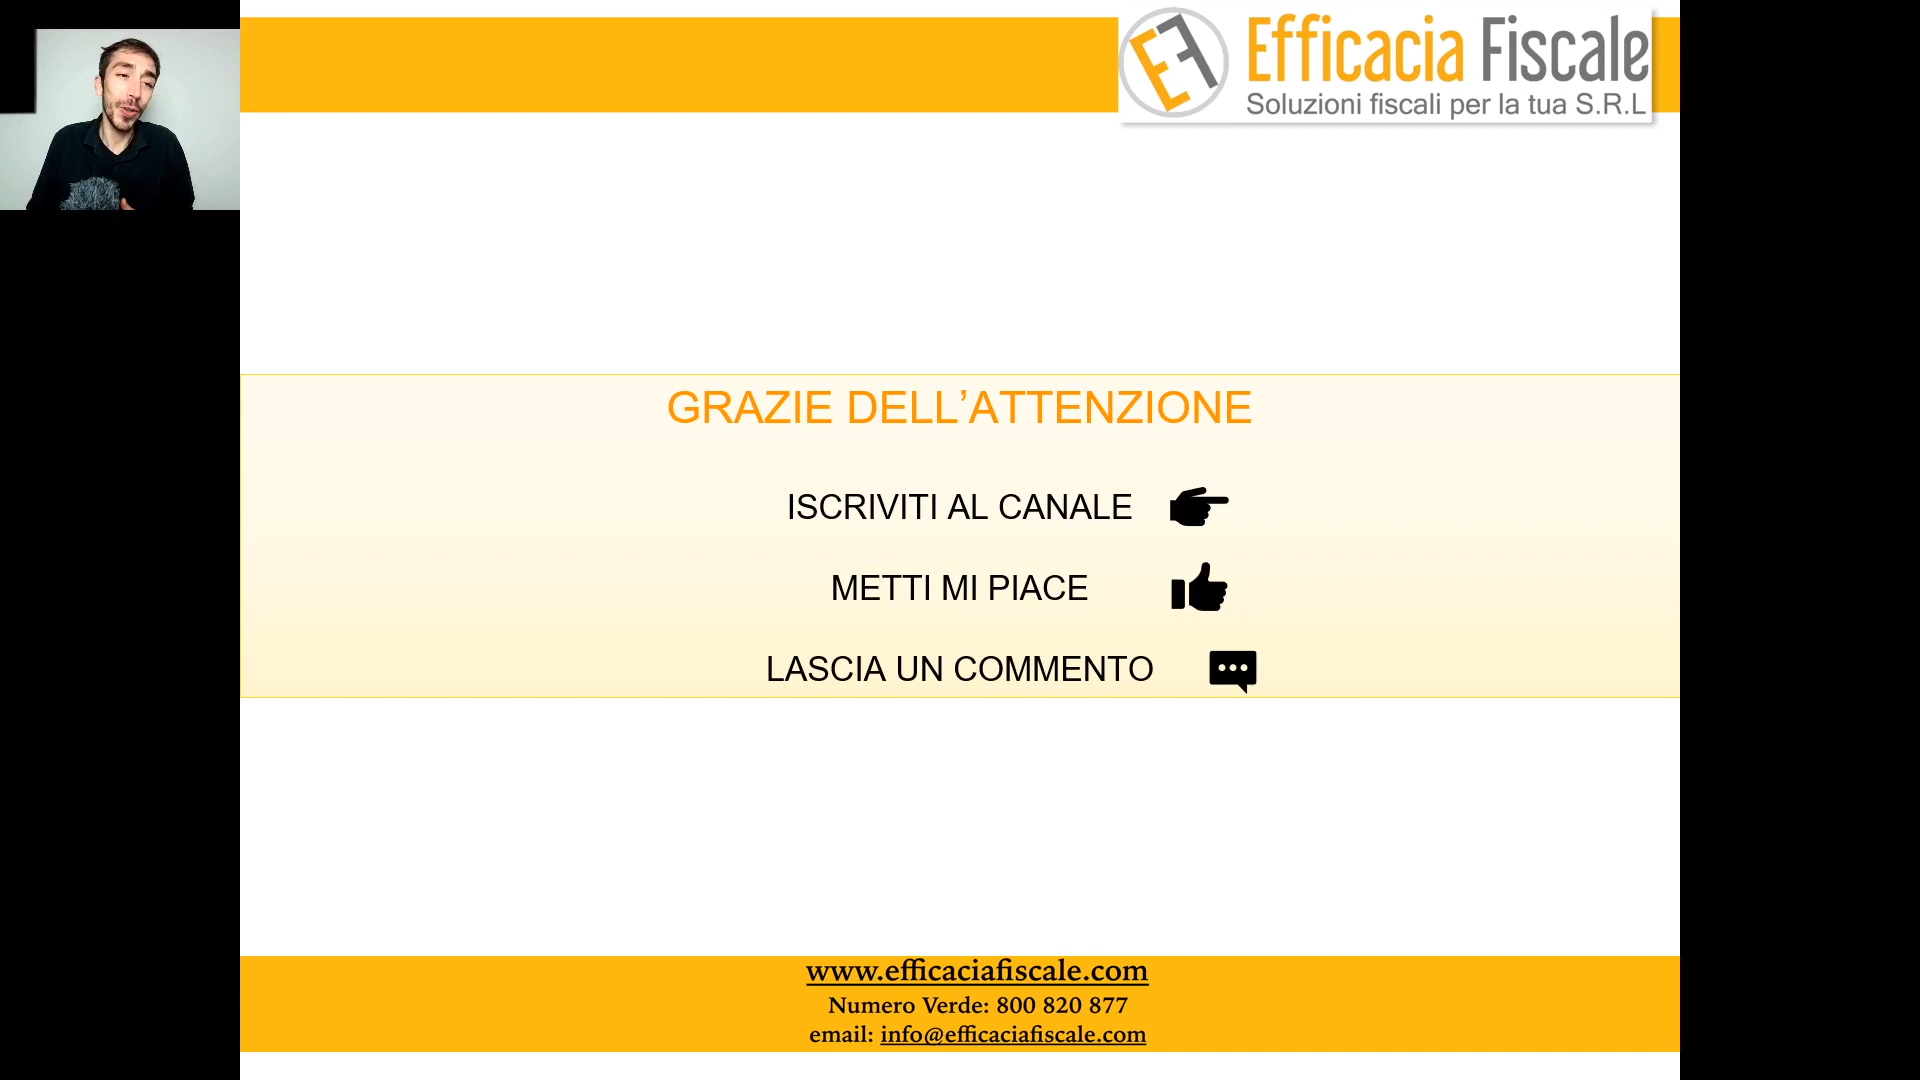 Efficacia Fiscale
Soluzioni fiscali per la tua S.R.L
GRAZIE DELL’ATTENZIONE
ISCRIVITI AL CANALE
METTI MI PIACE
LASCIA UN COMMENTO
www.efficaciafiscale.com
Numero Verde: 800 820 877
email: info@efficaciafiscale.com